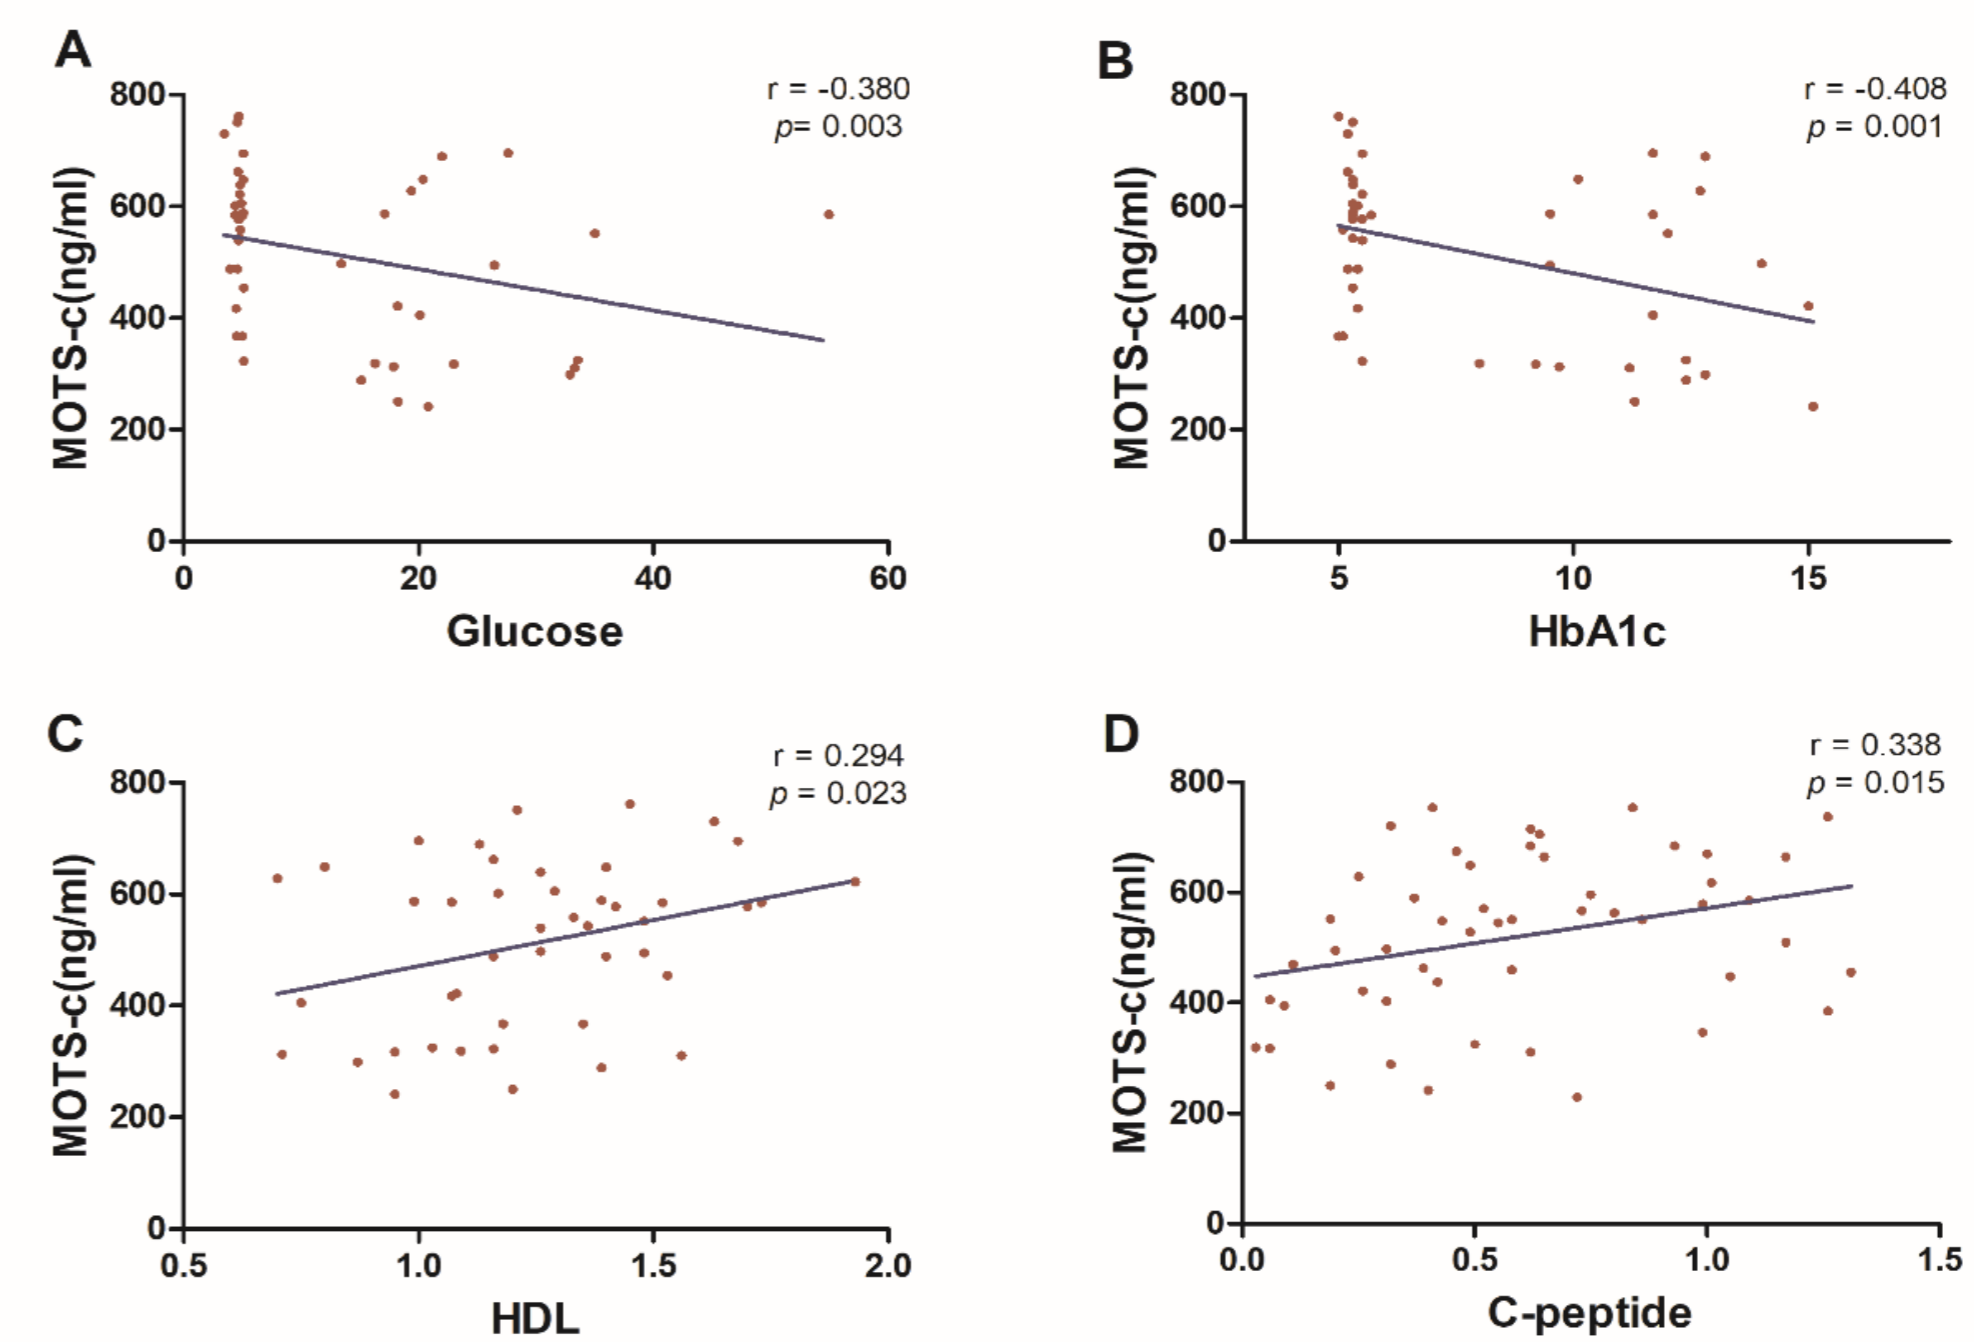 A
r = -0.380
p= 0.003
MOTS-c(ng/ml)
800
600
400
200
0
0 20 40 60
Glucose
B
r = -0.408
p = 0.001
MOTS-c(ng/ml)
800
600
400
200
0
5 10 15
HbA1c
C
r = 0.294
p = 0.023
MOTS-c(ng/ml)
800
600
400
200
0
0.5 1.0 1.5 2.0
HDL
D
r = 0.338
p = 0.015
MOTS-c(ng/ml)
800
600
400
200
0
0.0 0.5 1.0 1.5
C-peptide